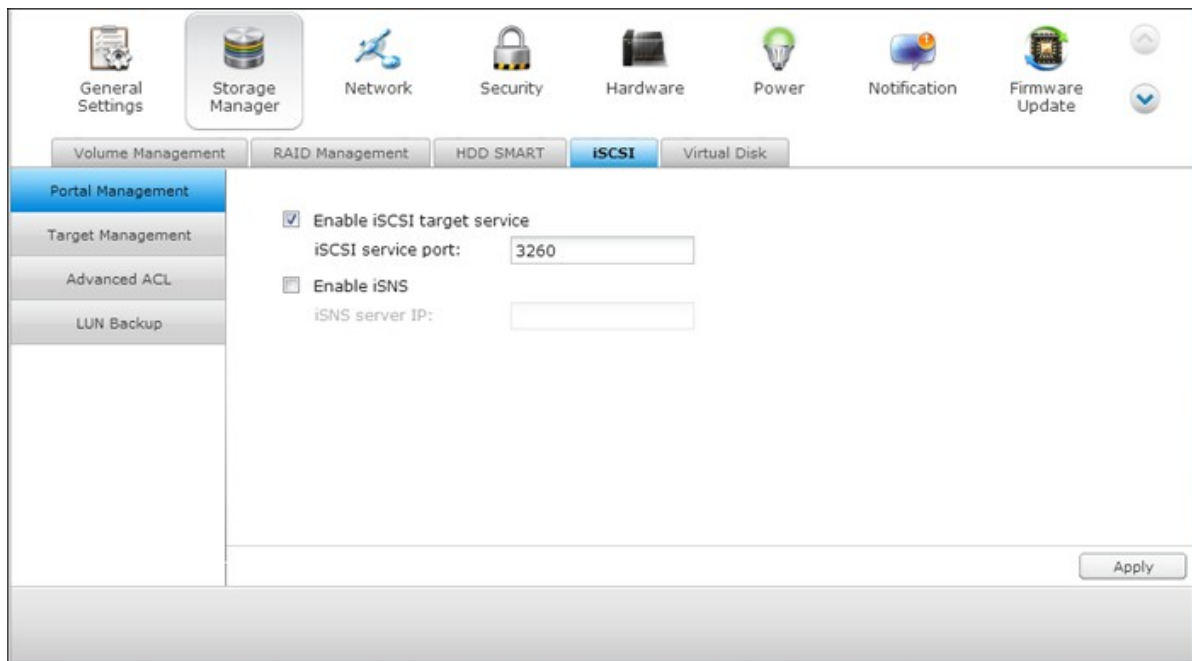 General Settings
Storage Manager
Network
Security
Hardware
Power
Notification
Firmware Update
Volume Management
RAID Management
HDD SMART
iSCSI
Virtual Disk
Portal Management
Target Management
Advanced ACL
LUN Backup
Enable iSCSI target service
iSCSI service port: 3260
Enable iSNS
iSNS server IP:
Apply